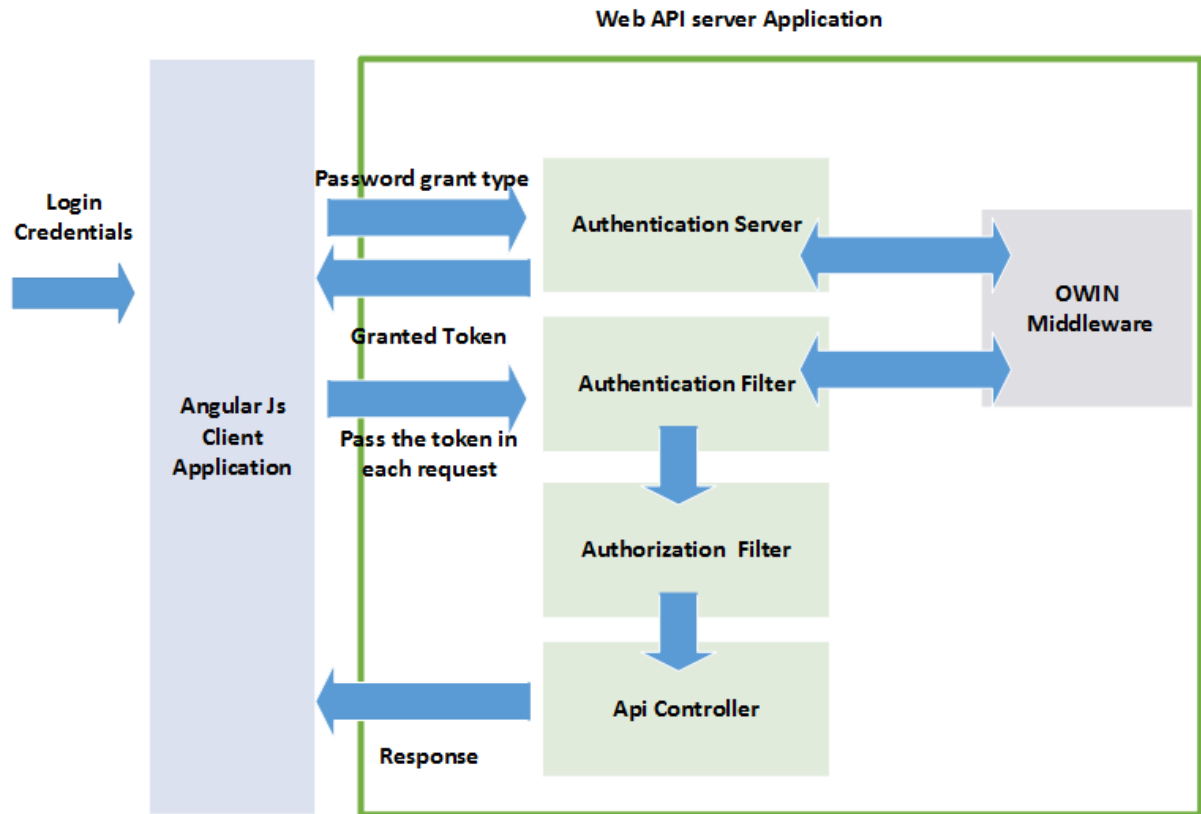 Web API server Application
Login
Credentials
Password grant type
Authentication Server
OWIN
Middleware
Granted Token
Authentication Filter
Angular Js
Client
Application
Pass the token in
each request
Authorization  Filter
Api Controller
Response